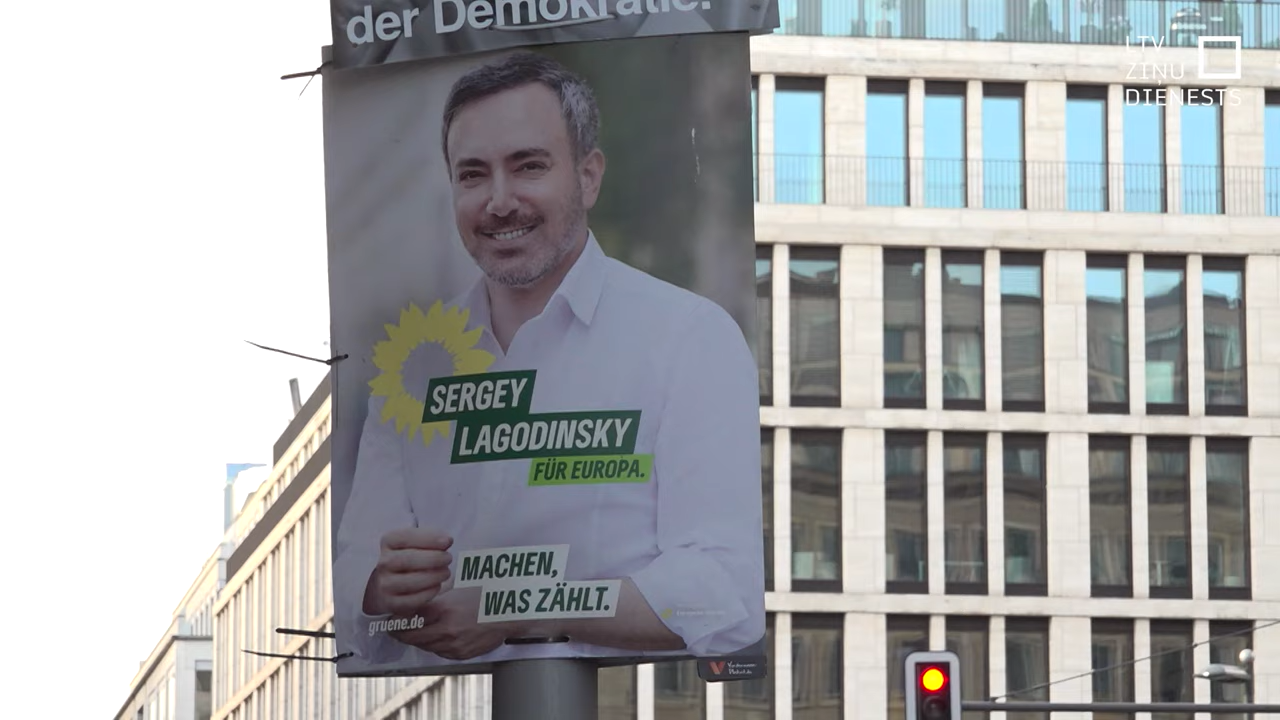 der Demokratie.
LTV
ZIŅU
DIENESTS
SERGEY
LAGODINSKY
FÜR EUROPA.
MACHEN,
WAS ZÄHLT.
gruene.de